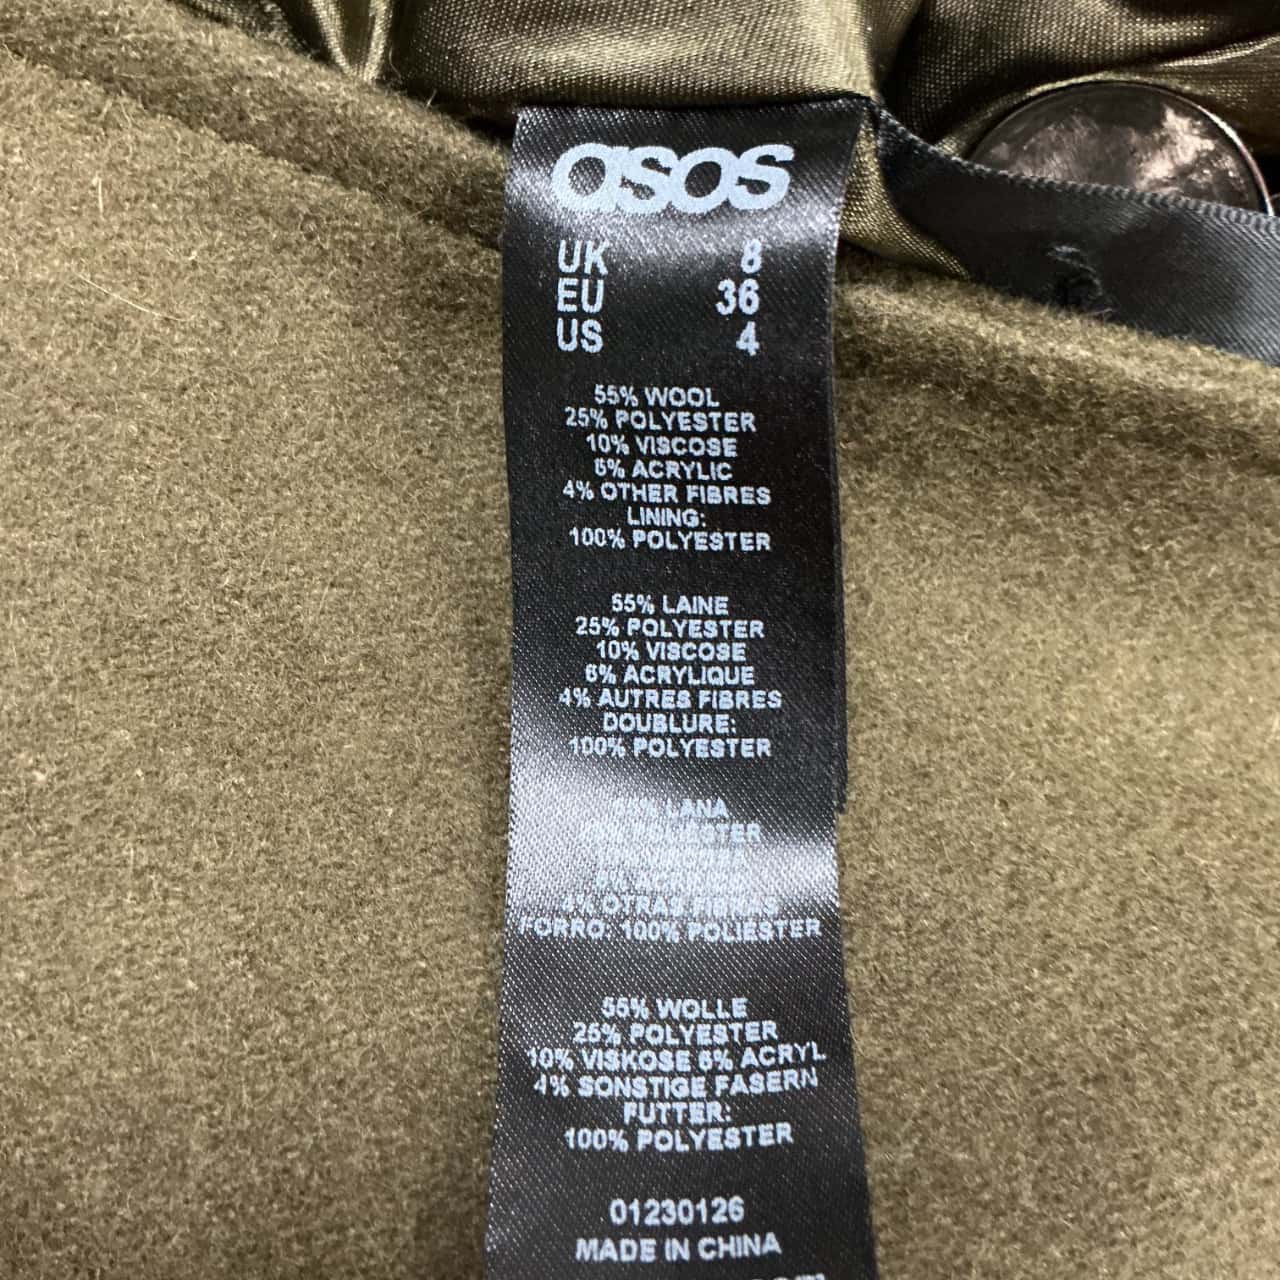 asos
UK 8
EU 36
US 4
55% WOOL
25% POLYESTER
10% VISCOSE
6% ACRYLIC
4% OTHER FIBRES
LINING:
100% POLYESTER
55% LAINE
25% POLYESTER
10% VISCOSE
6% ACRYLIQUE
4% AUTRES FIBRES
DOUBLURE:
100% POLYESTER
LANA
POLIESTER
4% OTRAS FIBRAS
FORRO: 100% POLIESTER
55% WOLLE
25% POLYESTER
10% VISKOSE 6% ACRYL
4% SONSTIGE FASERN
FUTTER:
100% POLYESTER
01230126
MADE IN CHINA